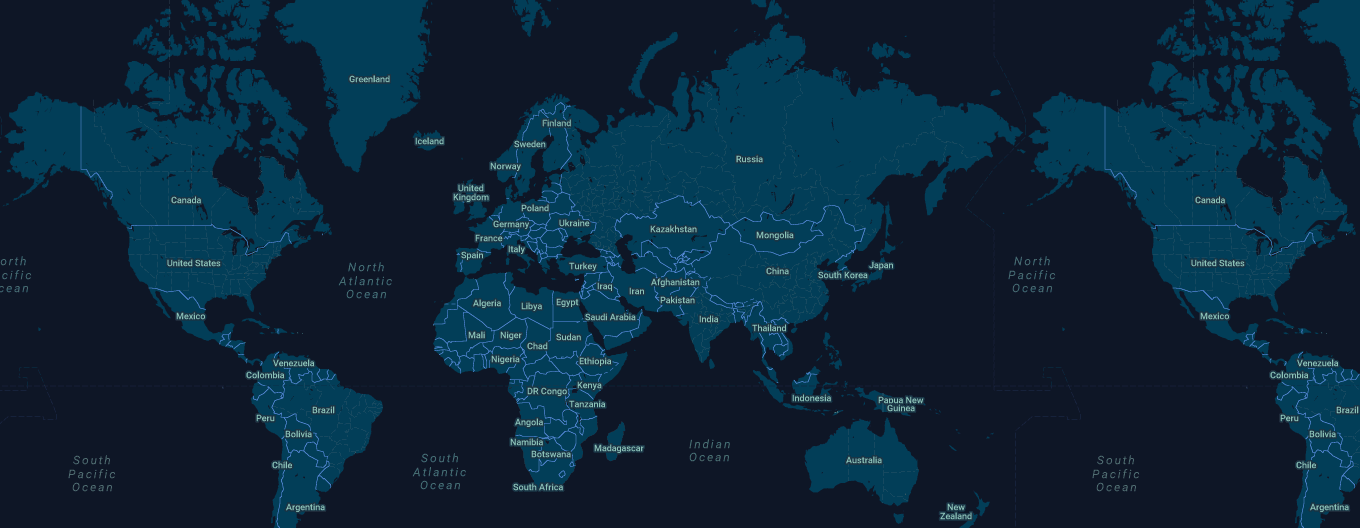 Greenland
Iceland
Finland
Sweden
Norway
Russia
United
Kingdom
Canada
Canada
Poland
Germany
Ukraine
France
Italy
Spain
Kazakhstan
Mongolia
United States
Turkey
China
South Korea
Japan
United States
North
Atlantic
Ocean
North
Pacific
Ocean
orth
cific
cean
Iraq
Iran
Afghanistan
Pakistan
Algeria
Libya
Egypt
Saudi Arabia
India
Mexico
Mexico
Mali
Niger
Chad
Sudan
Thailand
Nigeria
Ethiopia
Venezuela
Colombia
Venezuela
Colombia
DR Congo
Kenya
Tanzania
Indonesia
Papua New
Guinea
Brazil
Peru
Bolivia
Brazil
Peru
Bolivia
Angola
Namibia
Botswana
Madagascar
Indian
Ocean
Australia
South
Pacific
Ocean
Chile
South
Atlantic
Ocean
South
Pacific
Ocean
Chile
South Africa
Argentina
New
Zealand
Argentina